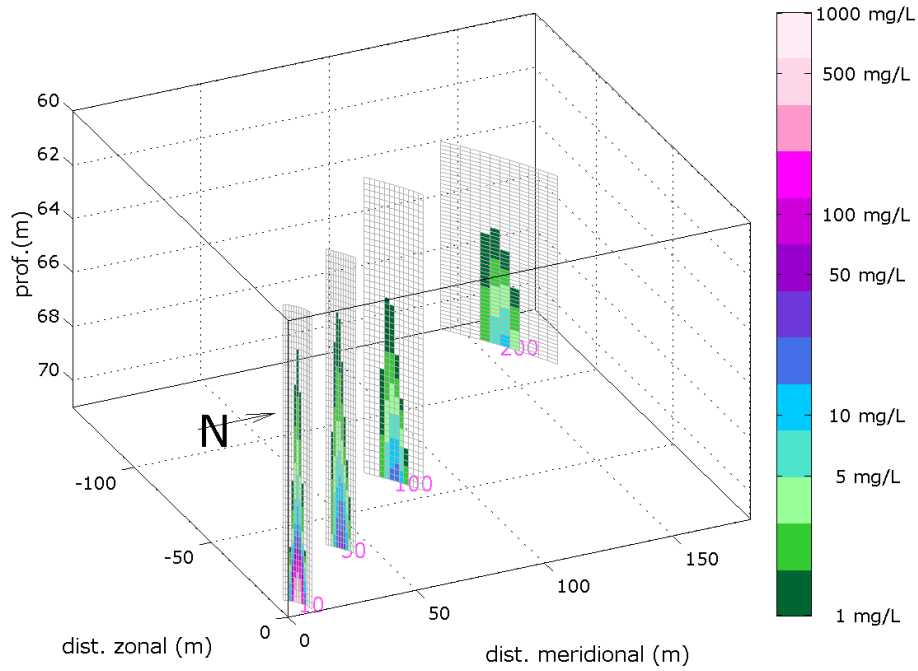 1000 mg/L
500 mg/L
100 mg/L
50 mg/L
10 mg/L
5 mg/L
1 mg/L
60
62
64
66
68
70
prof.(m)
N
-100
-50
0
dist. zonal (m)
0
50
100
150
dist. meridional (m)
10
50
100
200